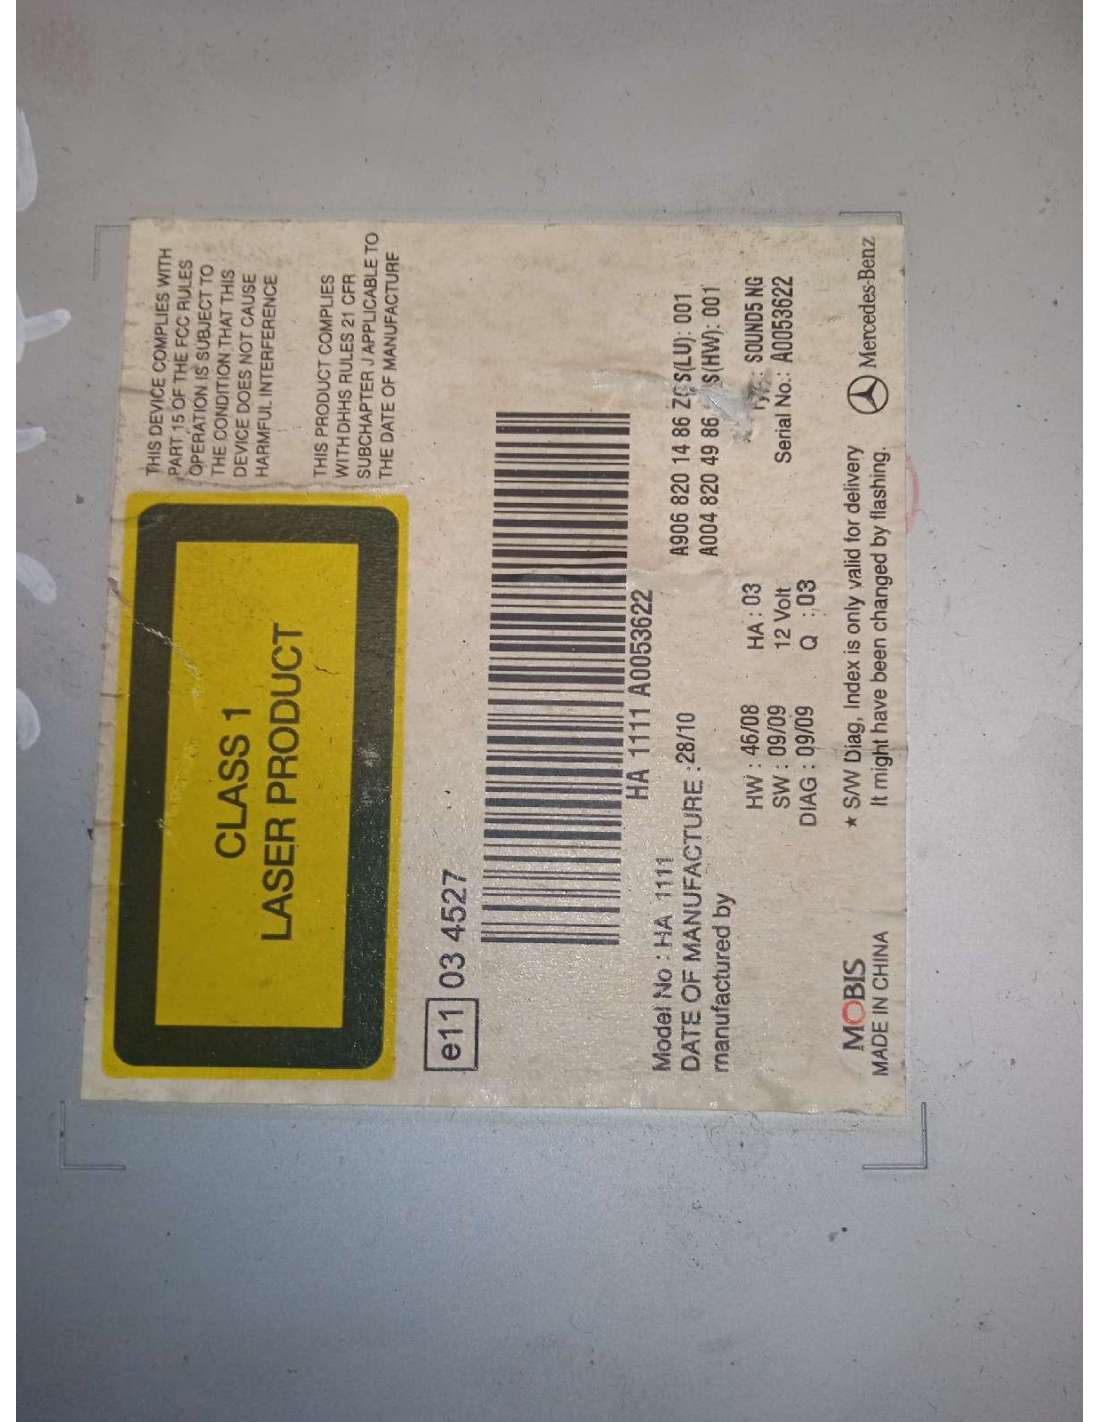 THIS DEVICE COMPLIES WITH
PART 15 OF THE FCC RULES
OPERATION IS SUBJECT TO
THE CONDITION THAT THIS
DEVICE DOES NOT CAUSE
HARMFUL INTERFERENCE
THIS PRODUCT COMPLIES
WITH DHHS RULES 21 CFR
SUBCHAPTER J APPLICABLE TO
THE DATE OF MANUFACTURE
CLASS 1
LASER PRODUCT
e11 03 4527
HA 1111 A0053622
Model No : HA 1111
DATE OF MANUFACTURE : 28/10
manufactured by
A906 820 14 86 ZGS(LU): 001
A004 820 49 86 S(HW): 001
HW : 46/08 HA : 03
SW : 09/09 12 Volt
DIAG : 09/09 Q : 03
: SOUND5 NG
Serial No.: A0053622
MOBIS
MADE IN CHINA
★ S/W Diag, Index is only valid for delivery
It might have been changed by flashing.
Mercedes-Benz